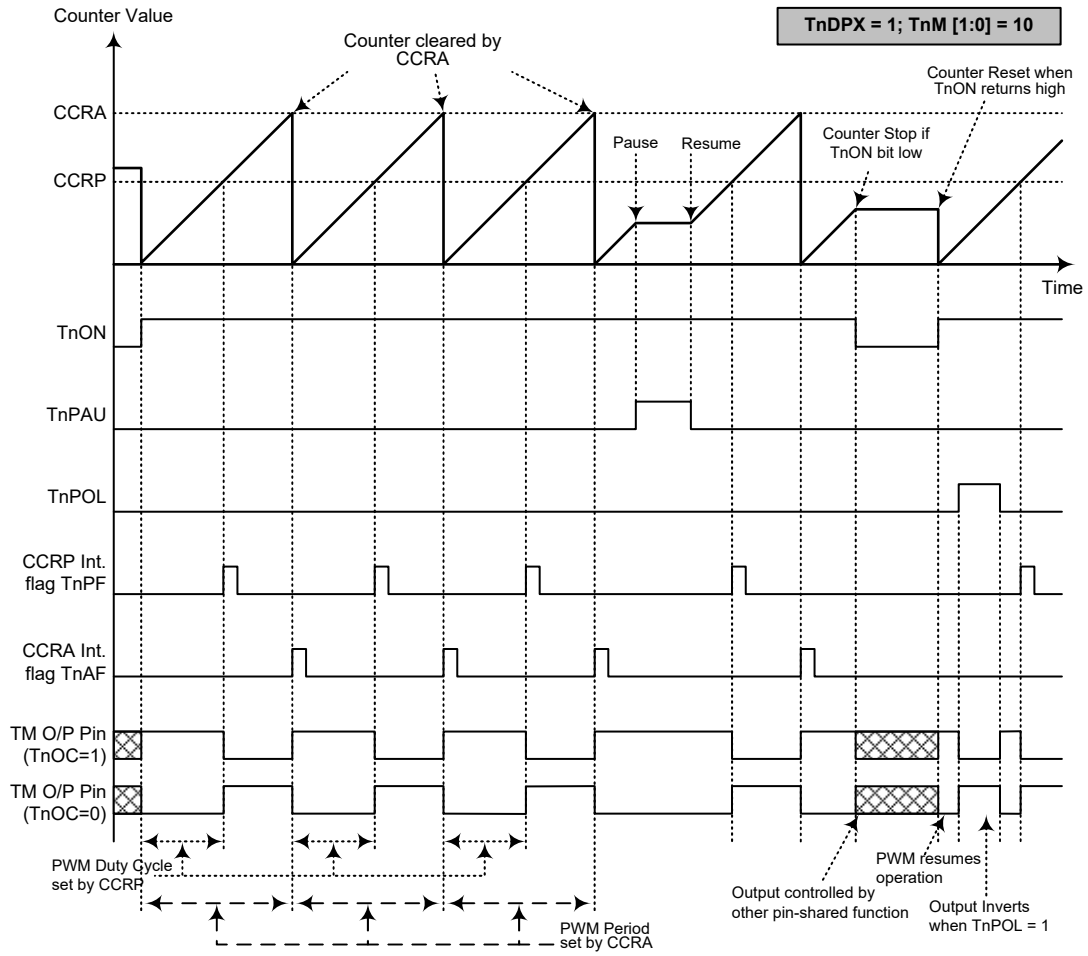 Counter Value
TnDPX = 1; TnM [1:0] = 10
Counter cleared by
CCRA
Counter Reset when
TnON returns high
CCRA
Pause
Resume
Counter Stop if
TnON bit low
CCRP
Time
TnON
TnPAU
TnPOL
CCRP Int.
flag TnPF
CCRA Int.
flag TnAF
TM O/P Pin
(TnOC=1)
TM O/P Pin
(TnOC=0)
PWM Duty Cycle
set by CCRP
PWM resumes
operation
Output controlled by
other pin-shared function
Output Inverts
when TnPOL = 1
PWM Period
set by CCRA